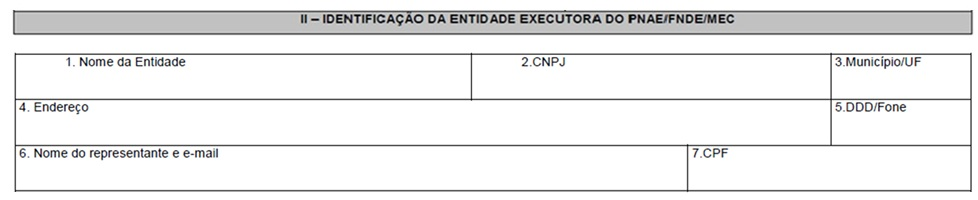 II – IDENTIFICAÇÃO DA ENTIDADE EXECUTORA DO PNAE/FNDE/MEC
1. Nome da Entidade
2.CNPJ
3.Município/UF
4. Endereço
5.DDD/Fone
6. Nome do representante e e-mail
7.CPF